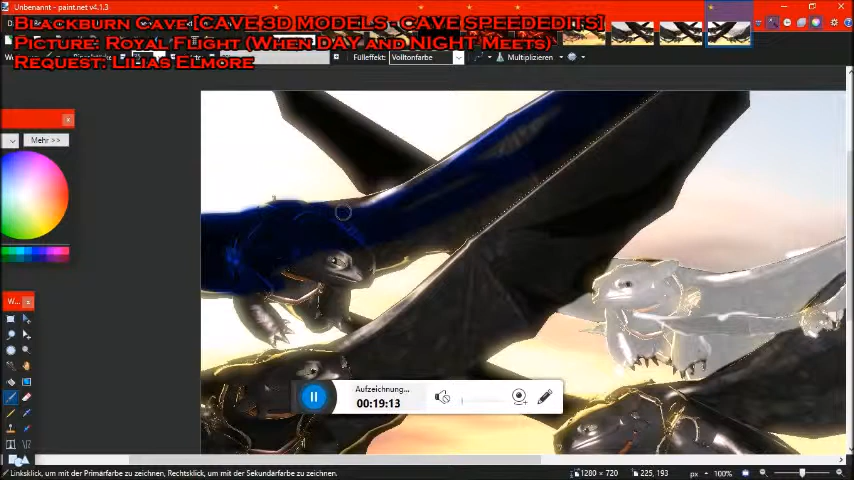 Unbenannt - paint.net v4.1.3
BLACKBURN CAVE [CAVE 3D MODELS - CAVE SPEEDEDITS]
PICTURE: ROYAL FLIGHT (WHEN DAY AND NIGHT MEETS)
REQUEST: LILIAS ELMORE
Fülleffekt: Volltonfarbe
Multiplizieren
Mehr >>
W...
Aufzeichnung...
00:19:13
Linksklick, um mit der Primärfarbe zu zeichnen, Rechtsklick, um mit der Sekundärfarbe zu zeichnen.
1280 × 720
225, 193
px
100%